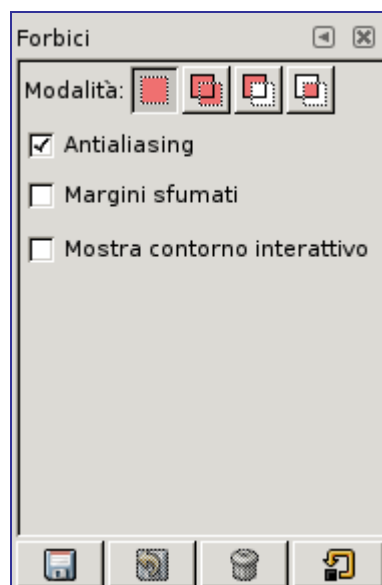 Forbici
Modalità:
Antialiasing
Margini sfumati
Mostra contorno interattivo